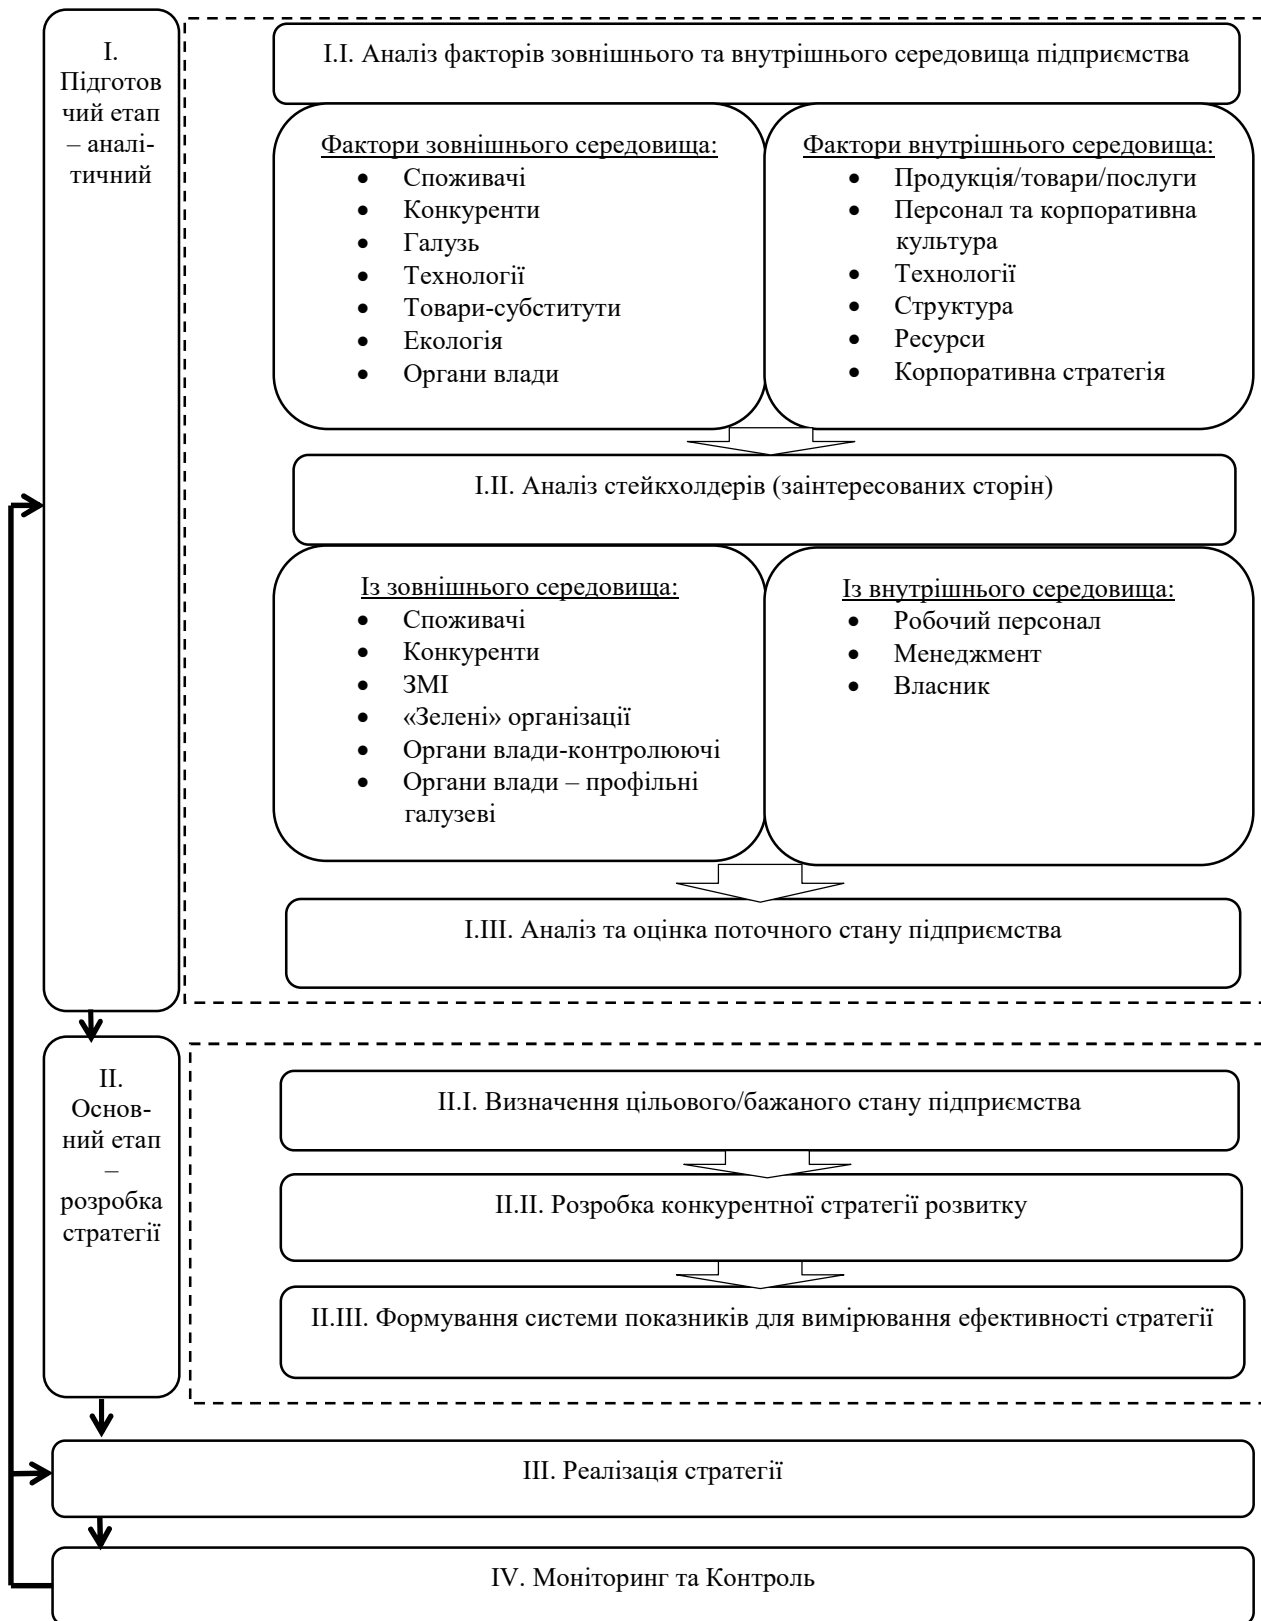 I.
Підготов
чий етап
– аналі-
тичний
I.I. Аналіз факторів зовнішнього та внутрішнього середовища підприємства
Фактори зовнішнього середовища:
• Споживачі
• Конкуренти
• Галузь
• Технології
• Товари-субститути
• Екологія
• Органи влади
Фактори внутрішнього середовища:
• Продукція/товари/послуги
• Персонал та корпоративна
культура
• Технології
• Структура
• Ресурси
• Корпоративна стратегія
I.II. Аналіз стейкхолдерів (заінтересованих сторін)
Із зовнішнього середовища:
• Споживачі
• Конкуренти
• ЗМІ
• «Зелені» організації
• Органи влади-контролюючі
• Органи влади – профільні
галузеві
Із внутрішнього середовища:
• Робочий персонал
• Менеджмент
• Власник
I.III. Аналіз та оцінка поточного стану підприємства
II.
Основ-
ний етап
–
розробка
стратегії
II.I. Визначення цільового/бажаного стану підприємства
II.II. Розробка конкурентної стратегії розвитку
II.III. Формування системи показників для вимірювання ефективності стратегії
III. Реалізація стратегії
IV. Моніторинг та Контроль